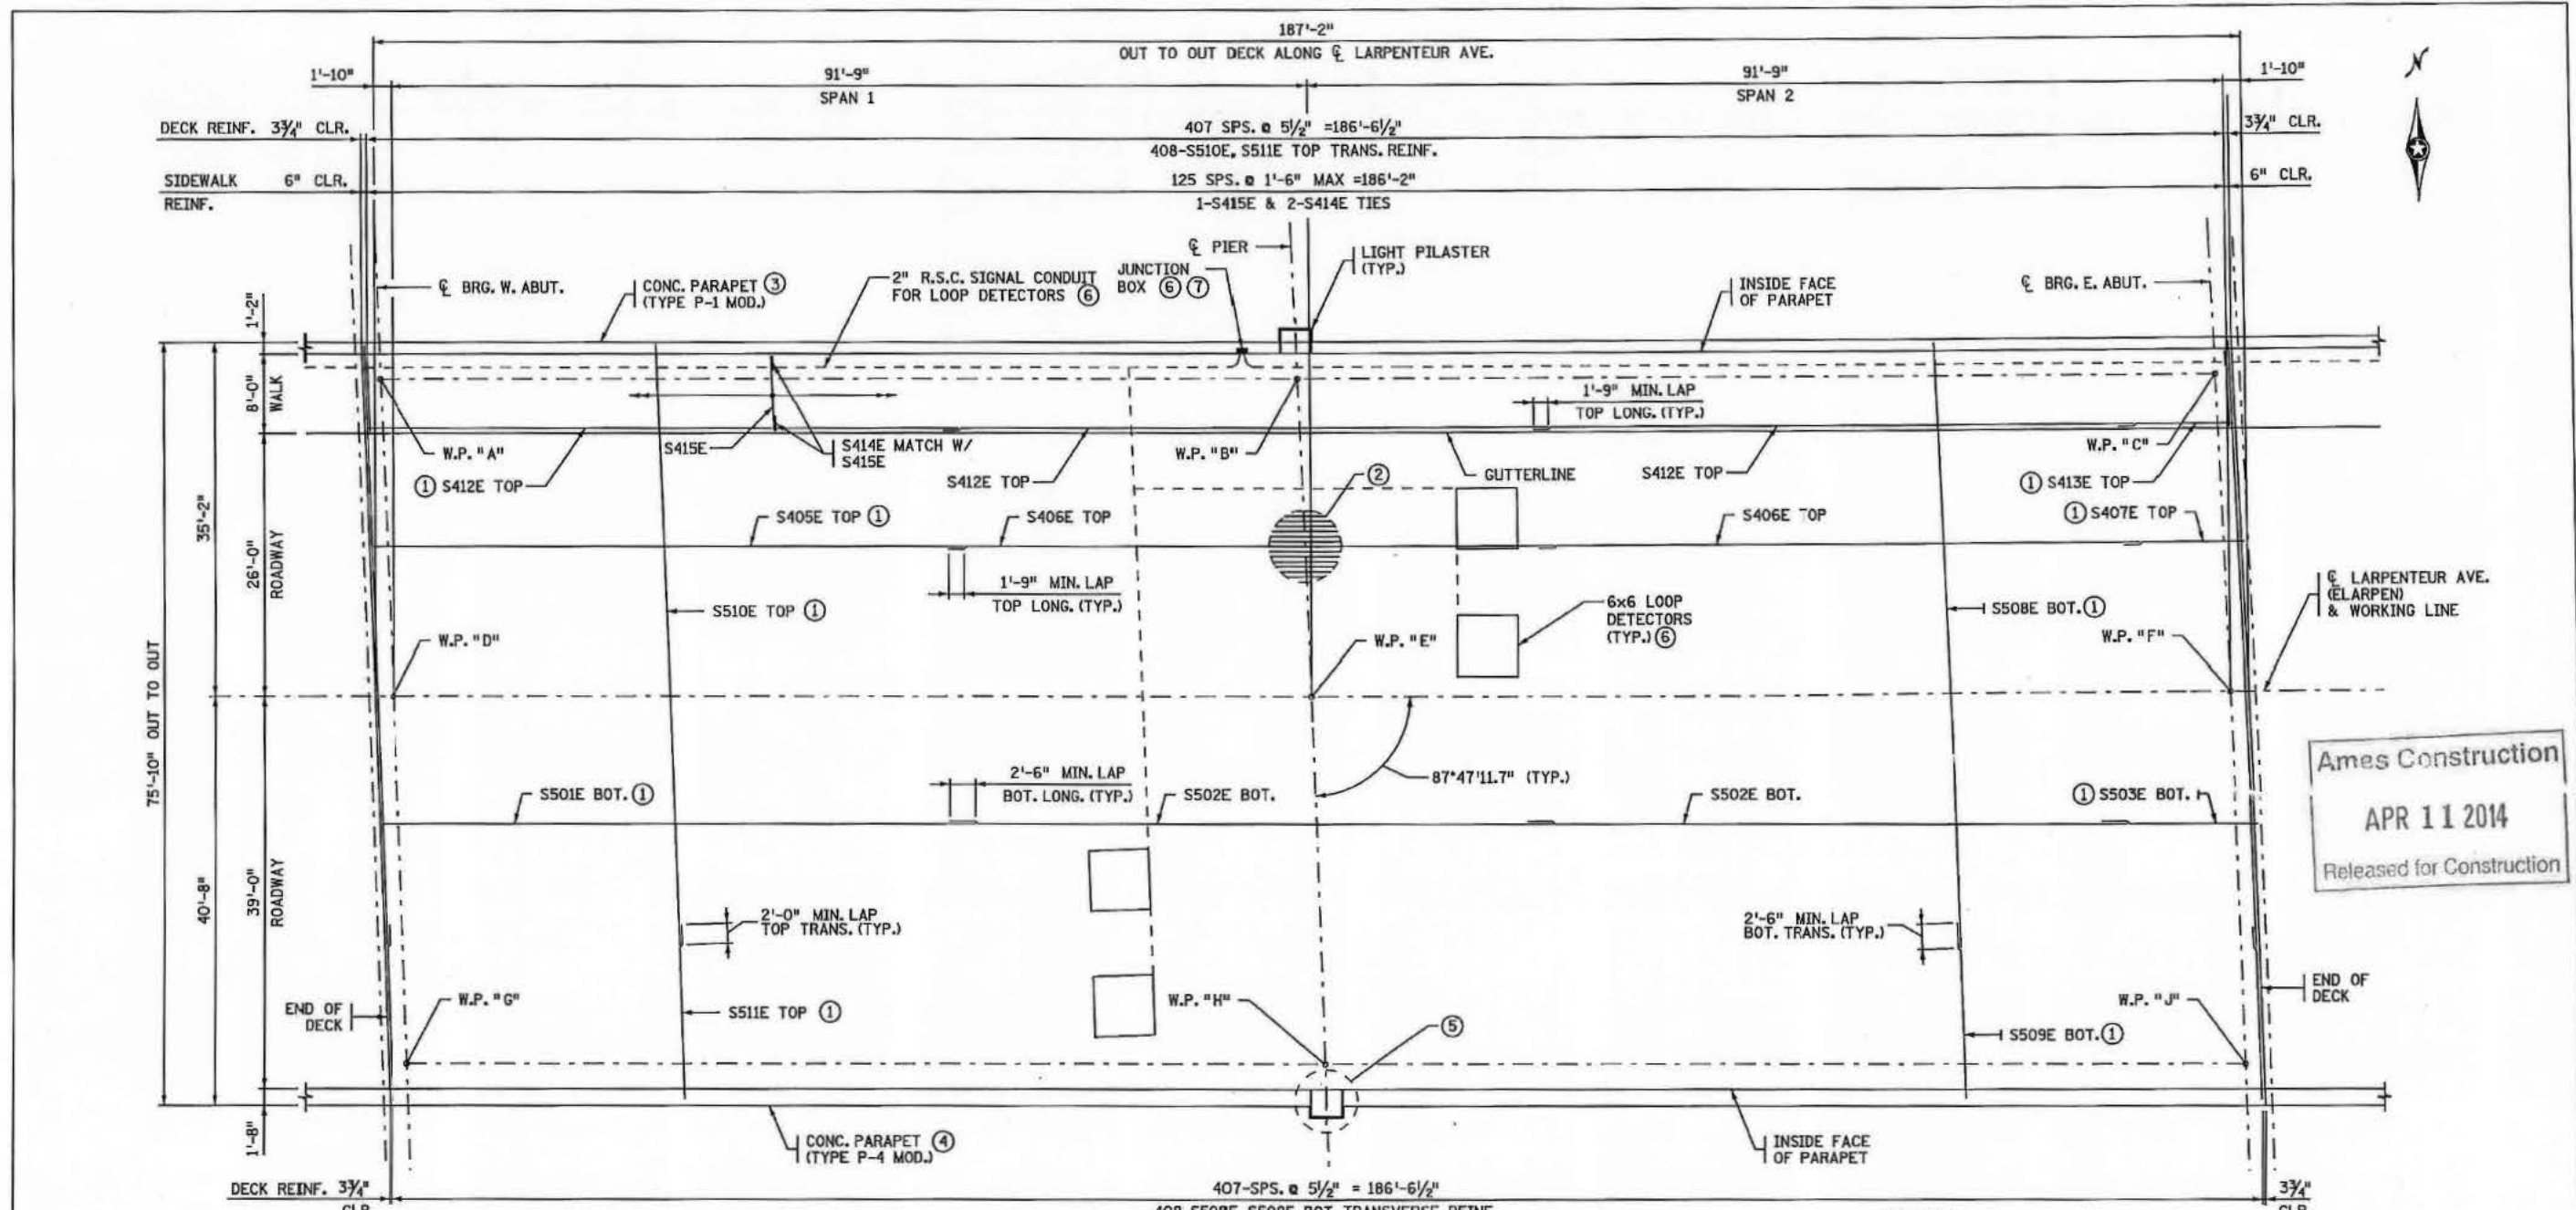 187'-2"
OUT TO OUT DECK ALONG ℄ LARPENTEUR AVE.
1'-10"
91'-9"
SPAN 1
91'-9"
SPAN 2
1'-10"
N
DECK REINF. 3¾" CLR.
407 SPS. @ 5½" =186'-6½"
408-S510E, S511E TOP TRANS. REINF.
3¾" CLR.
SIDEWALK 6" CLR.
REINF.
125 SPS. @ 1'-6" MAX =186'-2"
1-S415E & 2-S414E TIES
6" CLR.
℄ PIER
LIGHT PILASTER
(TYP.)
℄ BRG. W. ABUT.
CONC. PARAPET ③
(TYPE P-1 MOD.)
2" R.S.C. SIGNAL CONDUIT
FOR LOOP DETECTORS ⑥
JUNCTION
BOX ⑥ ⑦
INSIDE FACE
OF PARAPET
℄ BRG. E. ABUT.
1'-2"
8'-0"
WALK
1'-9" MIN. LAP
TOP LONG. (TYP.)
W.P. "A"
S415E
S414E MATCH W/
S415E
W.P. "B"
GUTTERLINE
W.P. "C"
① S412E TOP
S412E TOP
②
S412E TOP
① S413E TOP
35'-2"
26'-0"
ROADWAY
S405E TOP ①
S406E TOP
S406E TOP
① S407E TOP
1'-9" MIN. LAP
TOP LONG. (TYP.)
S510E TOP ①
6x6 LOOP
DETECTORS
(TYP.) ⑥
S508E BOT. ①
℄ LARPENTEUR AVE.
(ELARPEN)
& WORKING LINE
W.P. "D"
W.P. "E"
W.P. "F"
75'-10" OUT TO OUT
87°47'11.7" (TYP.)
2'-6" MIN. LAP
BOT. LONG. (TYP.)
S501E BOT. ①
S502E BOT.
S502E BOT.
① S503E BOT.
Ames Construction
APR 11 2014
Released for Construction
40'-8"
39'-0"
ROADWAY
2'-0" MIN. LAP
TOP TRANS. (TYP.)
2'-6" MIN. LAP
BOT. TRANS. (TYP.)
END OF
DECK
W.P. "G"
S511E TOP ①
W.P. "H"
⑤
W.P. "J"
END OF
DECK
S509E BOT. ①
1'-8"
CONC. PARAPET ④
(TYPE P-4 MOD.)
INSIDE FACE
OF PARAPET
DECK REINF. 3¾"
CLR.
407-SPS. @ 5½" = 186'-6½"
408-S508E, S509E BOT. TRANSVERSE REINF.
3¾"
CLR.